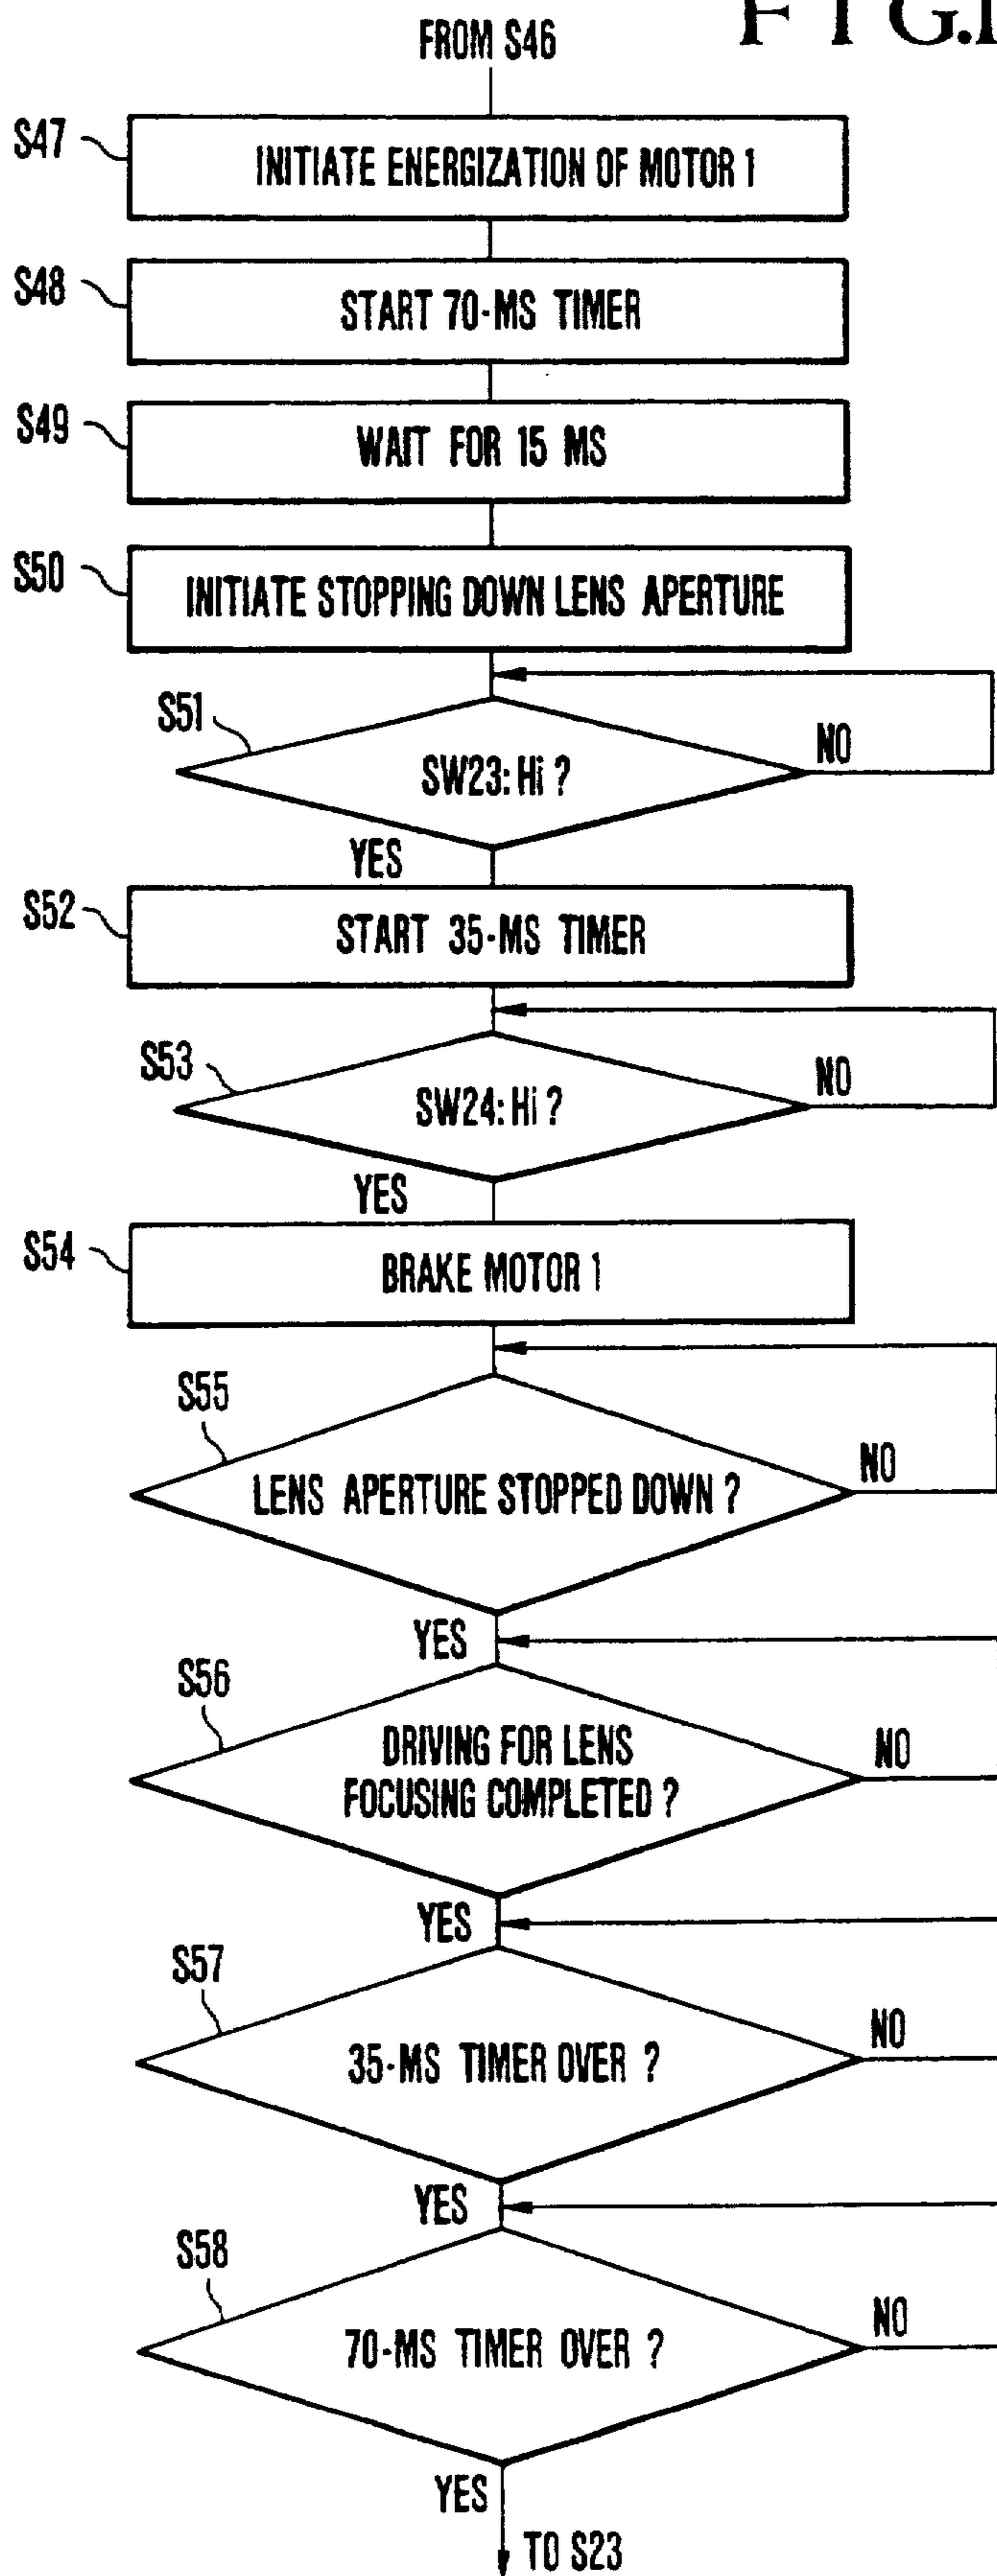 FIG.1
FROM S46
S47
INITIATE ENERGIZATION OF MOTOR 1
S48
START 70-MS TIMER
S49
WAIT FOR 15 MS
S50
INITIATE STOPPING DOWN LENS APERTURE
S51
SW23: Hi ?
NO
YES
S52
START 35-MS TIMER
S53
SW24: Hi ?
NO
YES
S54
BRAKE MOTOR 1
S55
LENS APERTURE STOPPED DOWN ?
NO
YES
S56
DRIVING FOR LENS
FOCUSING COMPLETED ?
NO
YES
S57
35-MS TIMER OVER ?
NO
YES
S58
70-MS TIMER OVER ?
NO
YES
TO S23